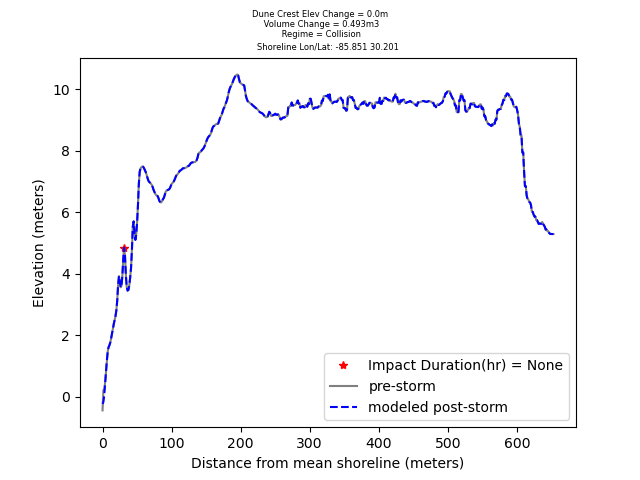 Dune Crest Elev Change = 0.0m
Volume Change = 0.493m3
Regime = Collision
Shoreline Lon/Lat: -85.851 30.201
10
8
6
4
2
0
Elevation (meters)
Impact Duration(hr) = None
pre-storm
modeled post-storm
0 100 200 300 400 500 600
Distance from mean shoreline (meters)